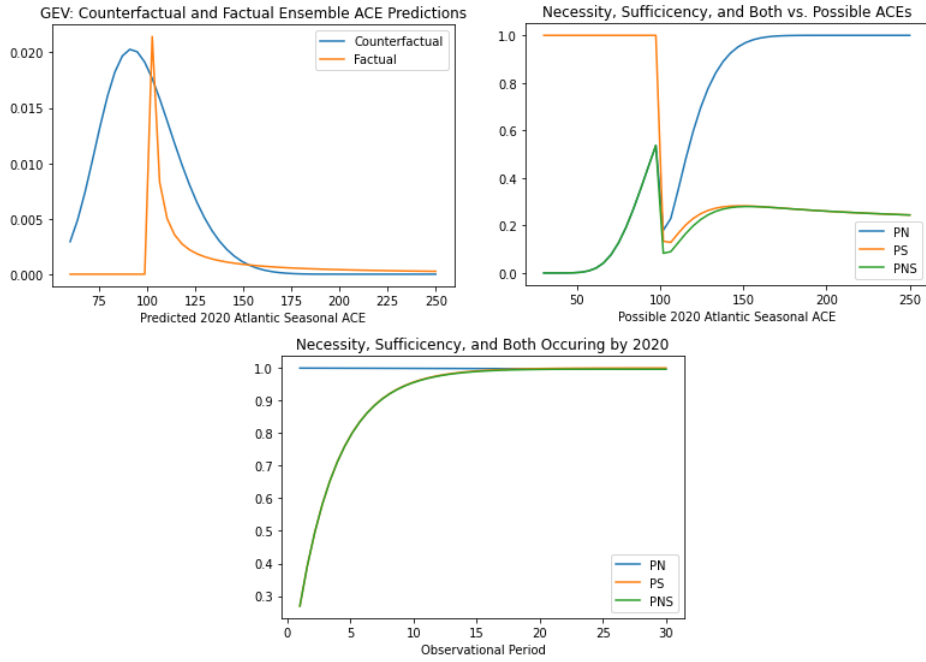 GEV: Counterfactual and Factual Ensemble ACE Predictions
Counterfactual
Factual
0.020
0.015
0.010
0.005
0.000
75 100 125 150 175 200 225 250
Predicted 2020 Atlantic Seasonal ACE
Necessity, Sufficicency, and Both vs. Possible ACEs
1.0
0.8
0.6
0.4
0.2
0.0
PN
PS
PNS
50 100 150 200 250
Possible 2020 Atlantic Seasonal ACE
Necessity, Sufficicency, and Both Occuring by 2020
1.0
0.9
0.8
0.7
0.6
0.5
0.4
0.3
PN
PS
PNS
0 5 10 15 20 25 30
Observational Period